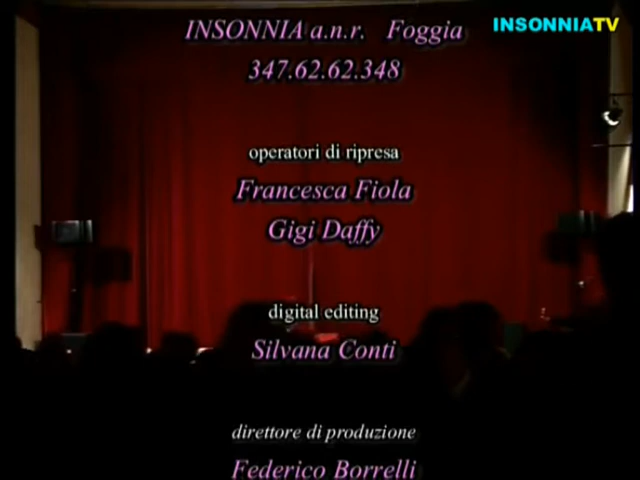 INSONNIA a.n.r. Foggia
INSONNIATV
347.62.62.348
operatori di ripresa
Francesca Fiola
Gigi Daffy
digital editing
Silvana Conti
direttore di produzione
Federico Borrelli